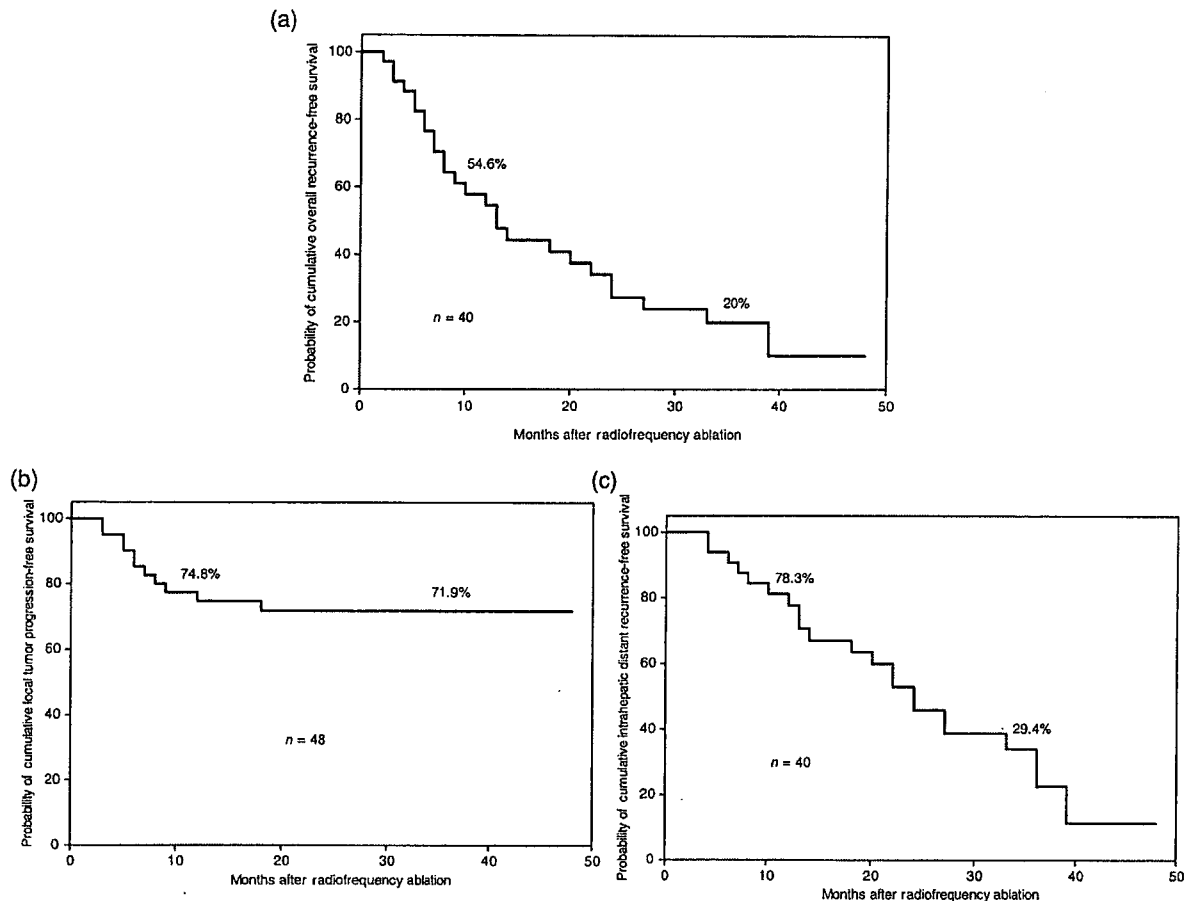 (a)
Probability of cumulative overall recurrence-free survival
100
80
60
40
20
0
54.6%
20%
n = 40
0 10 20 30 40 50
Months after radiofrequency ablation
(b)
Probability of cumulative local tumor progression-free survival
100
80
60
40
20
0
74.8%
71.9%
n = 48
0 10 20 30 40 50
Months after radiofrequency ablation
(c)
Probability of cumulative intrahepatic distant recurrence-free survival
100
80
60
40
20
0
78.3%
29.4%
n = 40
0 10 20 30 40 50
Months after radiofrequency ablation